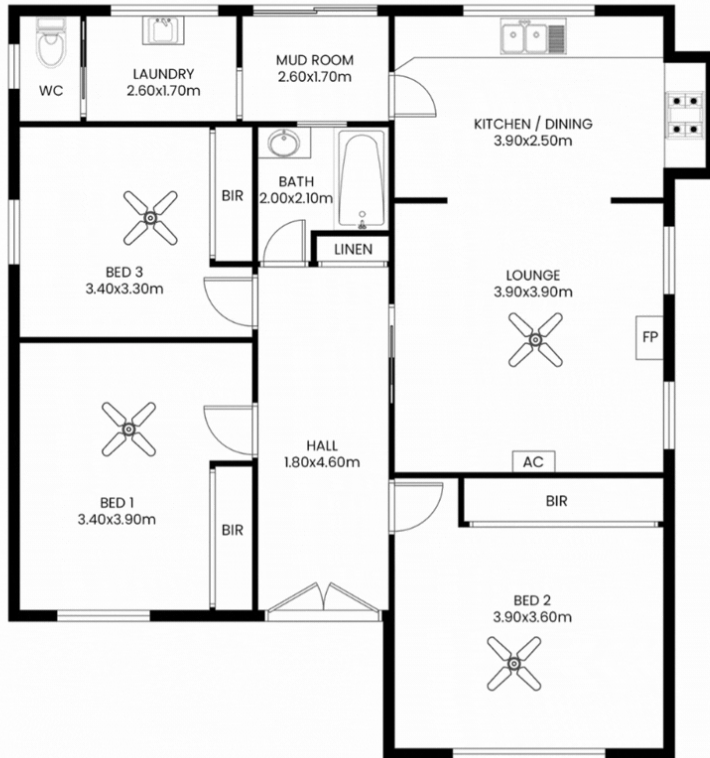 WC
LAUNDRY
2.60x1.70m
MUD ROOM
2.60x1.70m
KITCHEN / DINING
3.90x2.50m
BIR
BATH
2.00x2.10m
LINEN
BED 3
3.40x3.30m
LOUNGE
3.90x3.90m
FP
HALL
1.80x4.60m
AC
BED 1
3.40x3.90m
BIR
BIR
BED 2
3.90x3.60m